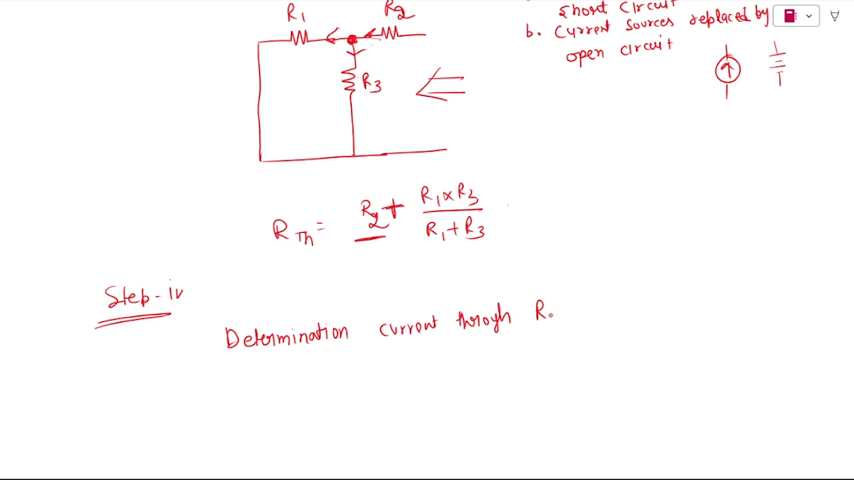 short circuit
b. Current sources replaced by
open circuit
R1 R2
R3
RTh = R2 + R1 x R3
R1 + R3
Step-iv
Determination current throgh R